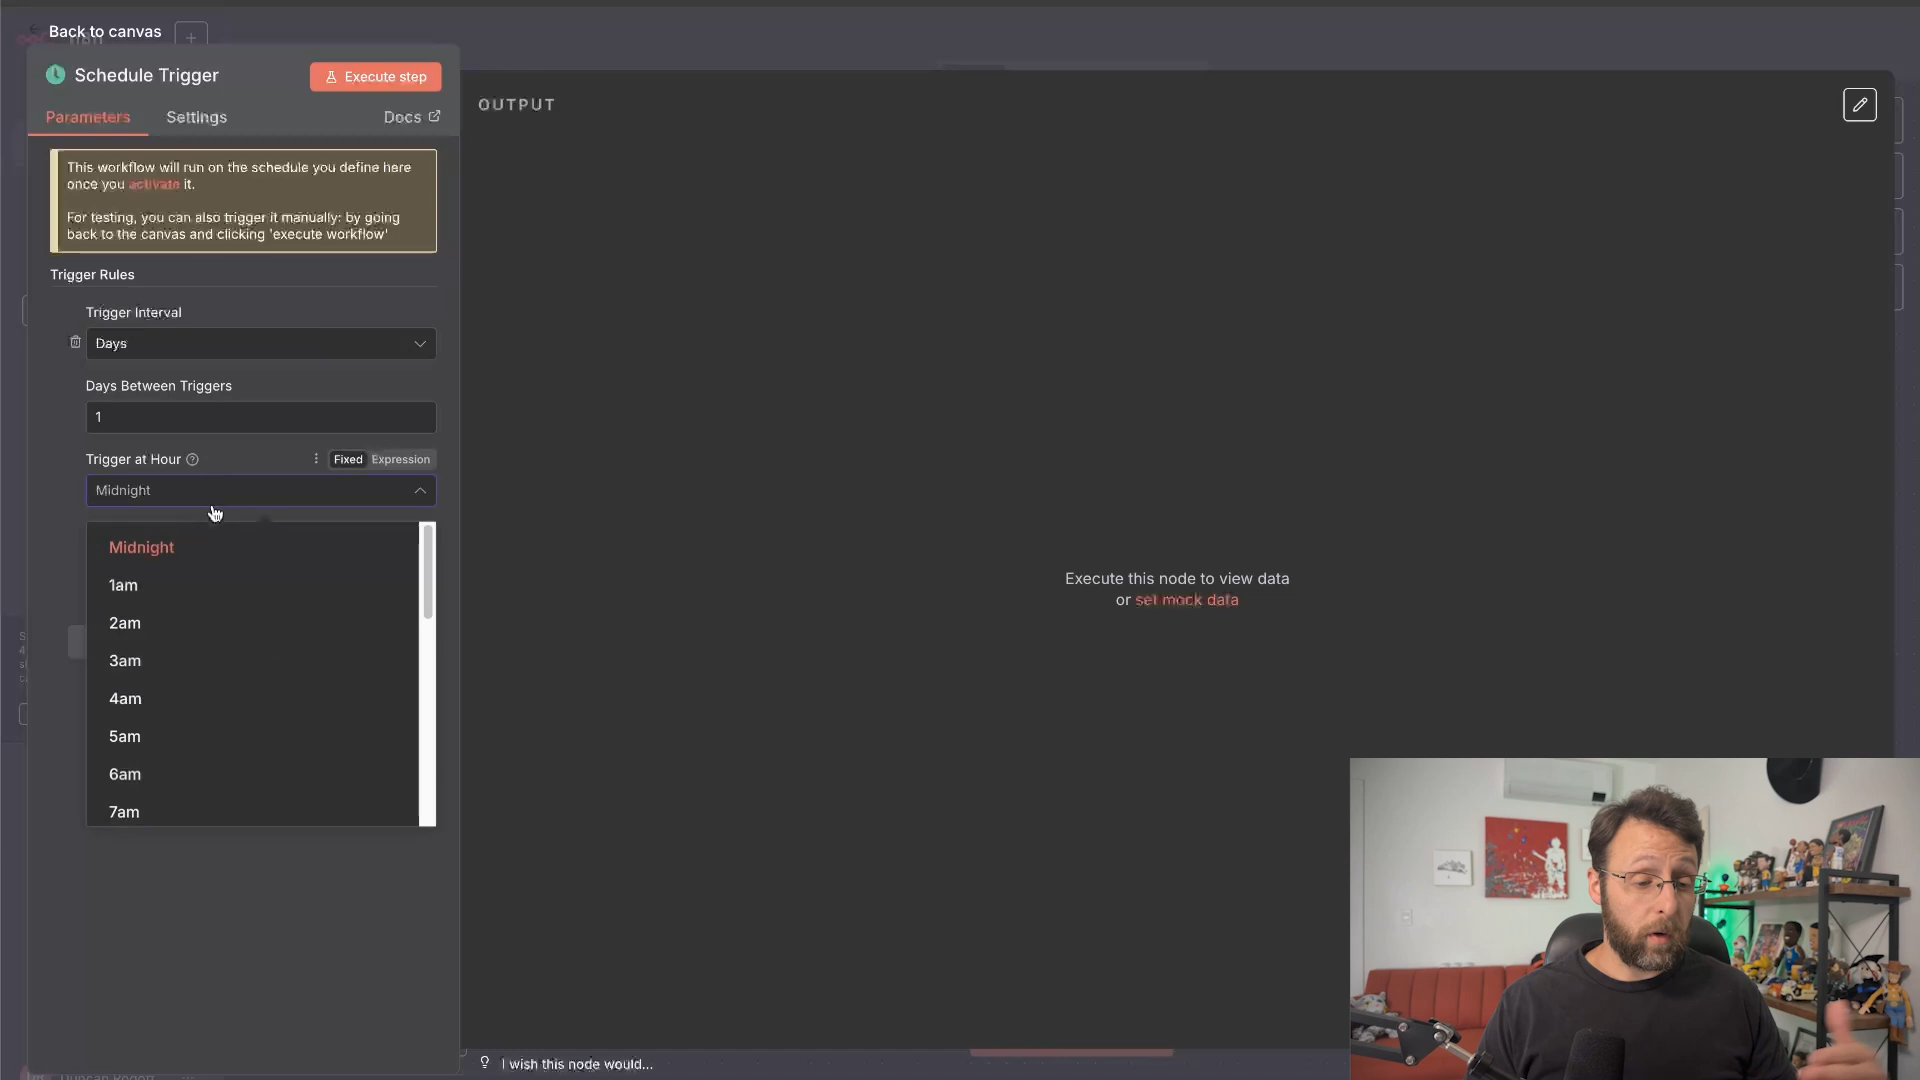 Back to canvas
Schedule Trigger
Execute step
Parameters
Settings
Docs
OUTPUT
This workflow will run on the schedule you define here
once you activate it.
For testing, you can also trigger it manually: by going
back to the canvas and clicking 'execute workflow'
Trigger Rules
Trigger Interval
Days
Days Between Triggers
1
Trigger at Hour
Fixed
Expression
Midnight
Midnight
1am
2am
3am
4am
5am
6am
7am
Execute this node to view data
or set mock data
I wish this node would...